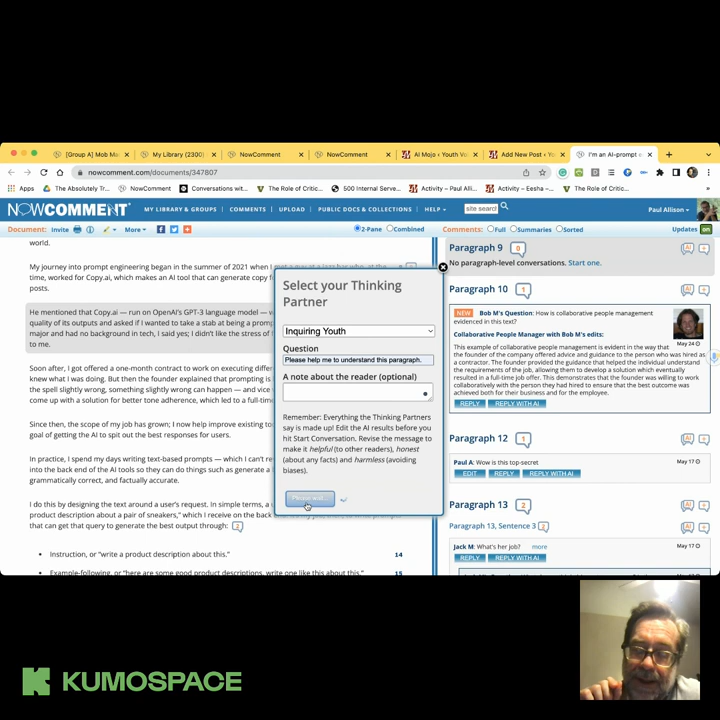 [Group A] Mob Ma
My Library (2300)
NowComment
NowComment
AI Mojo ‹ Youth Vo
Add New Post ‹ Yo
I'm an AI-prompt e
nowcomment.com/documents/347807
Apps
The Absolutely Tr...
NowComment
Conversations wit...
The Role of Critic...
500 Internal Serve...
Activity – Paul Alli...
Activity – Eesha –...
The Role of Critic...
NOWCOMMENT®
MY LIBRARY & GROUPS
COMMENTS
UPLOAD
PUBLIC DOCS & COLLECTIONS
HELP
site search
Paul Allison
Document:
Invite
More
2-Pane
Combined
Comments:
Full
Summaries
Sorted
Updates
on
world.
My journey into prompt engineering began in the summer of 2021 when I
worked for Copy.ai, which makes an AI tool that can generate copy f
posts.
He mentioned that Copy.ai — run on OpenAI's GPT-3 language model —
quality of its outputs and asked if I wanted to take a stab at being a promp
major and had no background in tech, I said yes; I didn't like the stress of
to me.
Soon after, I got offered a one-month contract to work on executing differ
knew what I was doing. But then the founder explained that prompting is
the spell slightly wrong, something slightly wrong can happen — and vice
come up with a solution for better tone adherence, which led to a full-time
Since then, the scope of my job has grown; I now help improve existing to
goal of getting the AI to spit out the best responses for users.
In practice, I spend my days writing text-based prompts — which I can't re
into the back end of the AI tools so they can do things such as generate a
grammatically correct, and factually accurate.
I do this by designing the text around a user's request. In simple terms, a u
product description about a pair of sneakers," which I receive on the back
that can get that query to generate the best output through:
2
• Instruction, or "write a product description about this."
14
• Example-following, or "here are some good product descriptions, write one like this about this."
15
Select your Thinking
Partner
Inquiring Youth
Question
Please help me to understand this paragraph.
A note about the reader (optional)
Remember: Everything the Thinking Partners
say is made up! Edit the AI results before you
hit Start Conversation. Revise the message to
make it helpful (to other readers), honest
(about any facts) and harmless (avoiding
biases).
Please wait...
Paragraph 9
0
AI
No paragraph-level conversations. Start one.
Paragraph 10
1
AI
NEW
Bob M's Question: How is collaborative people management
evidenced in this text?
Collaborative People Manager with Bob M's edits:
May 24
This example of collaborative people management is evident in the way that
the founder of the company offered advice and guidance to the person who was hired as
a contractor, provided a useful explanation, and helped the individual understand
the requirements of the job, allowing them to develop a solution which eventually
resulted in a full-time position. This demonstrates that the founder was willing to work
collaboratively with the person they had hired to ensure that the best outcome was
achieved both for their business and for the employee.
REPLY
REPLY WITH AI
Paragraph 12
1
AI
Paul A: Wow is this top-secret
May 17
EDIT
REPLY
REPLY WITH AI
Paragraph 13
2
AI
Paragraph 13, Sentence 3
2
AI
Jack M: What's her job?
more
May 17
REPLY
REPLY WITH AI
KUMOSPACE